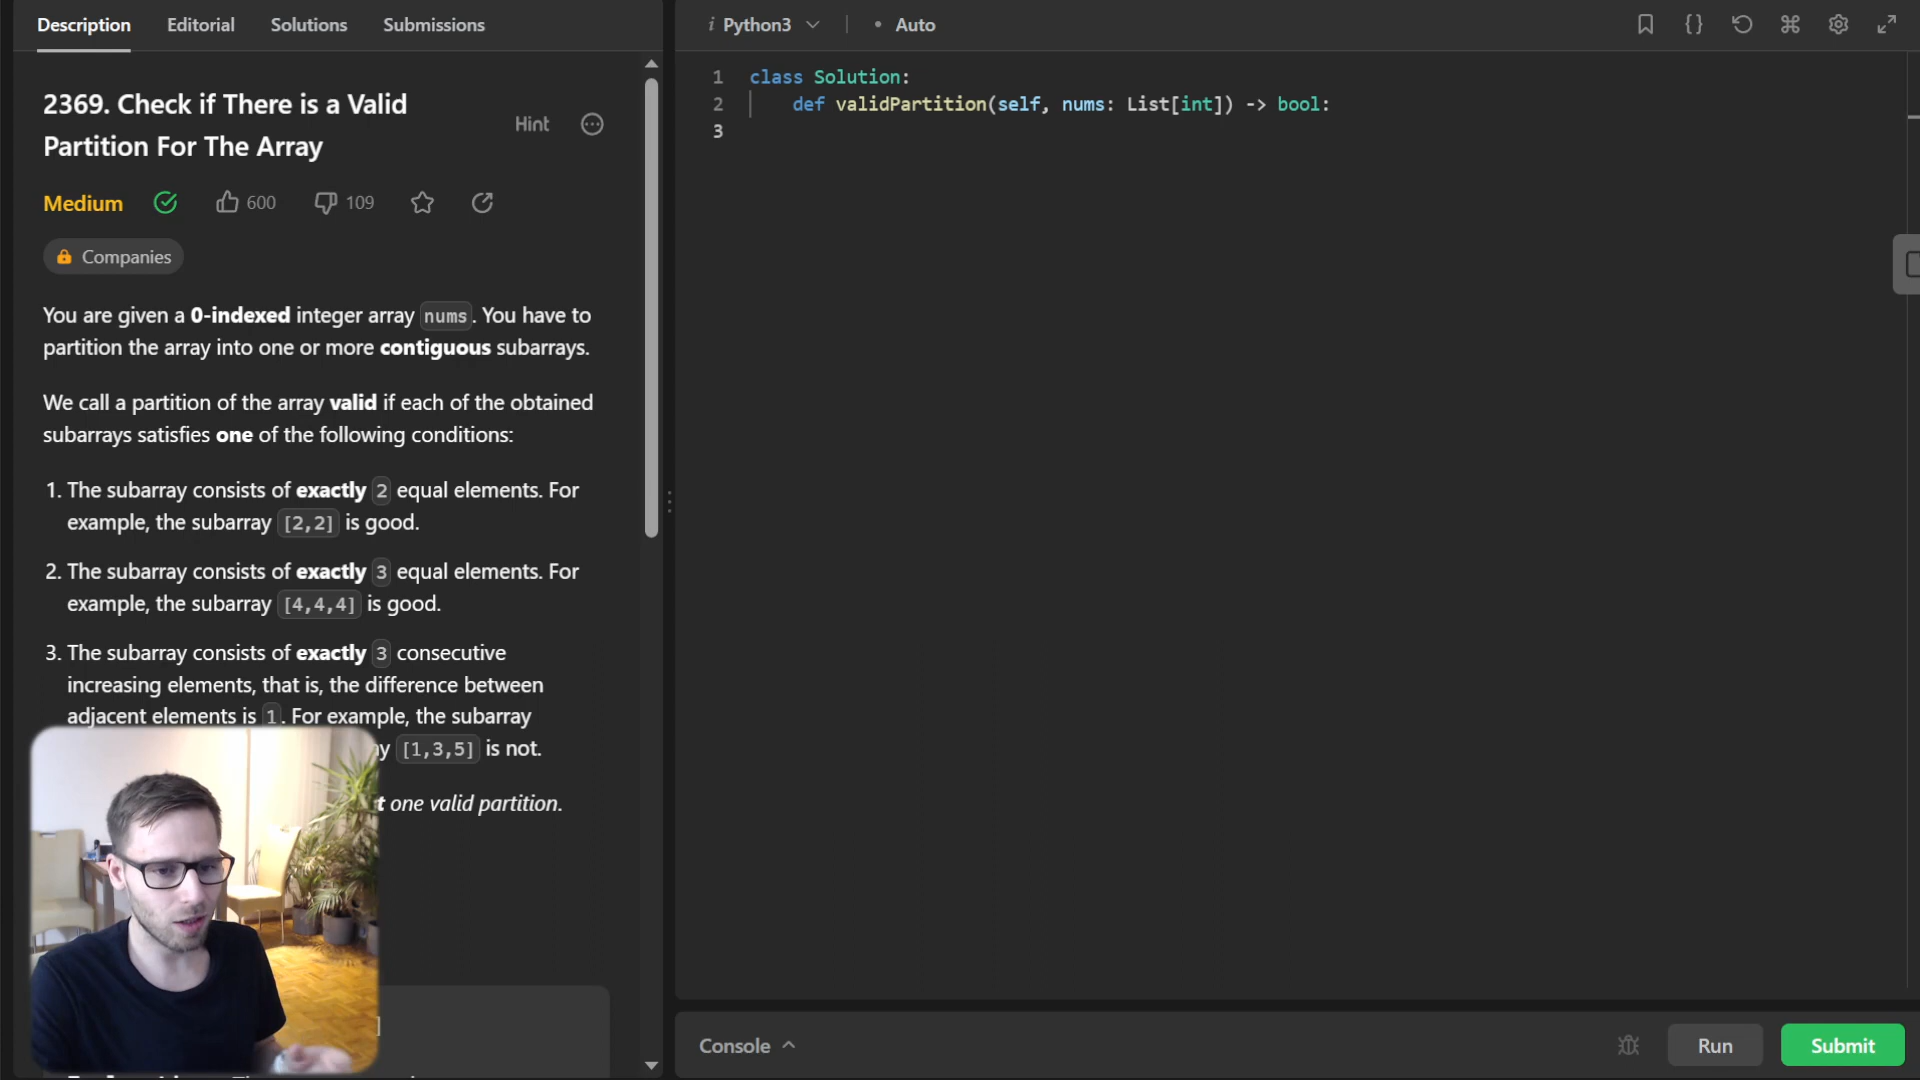 Description Editorial Solutions Submissions
2369. Check if There is a Valid
Partition For The Array
Hint
Medium 600 109
Companies
You are given a 0-indexed integer array nums. You have to
partition the array into one or more contiguous subarrays.
We call a partition of the array valid if each of the obtained
subarrays satisfies one of the following conditions:
1. The subarray consists of exactly 2 equal elements. For
example, the subarray [2,2] is good.
2. The subarray consists of exactly 3 equal elements. For
example, the subarray [4,4,4] is good.
3. The subarray consists of exactly 3 consecutive
increasing elements, that is, the difference between
adjacent elements is 1. For example, the subarray
[1,3,5] is not.
one valid partition.
i Python3 • Auto
1 class Solution:
2 def validPartition(self, nums: List[int]) -> bool:
3
Console
Run
Submit